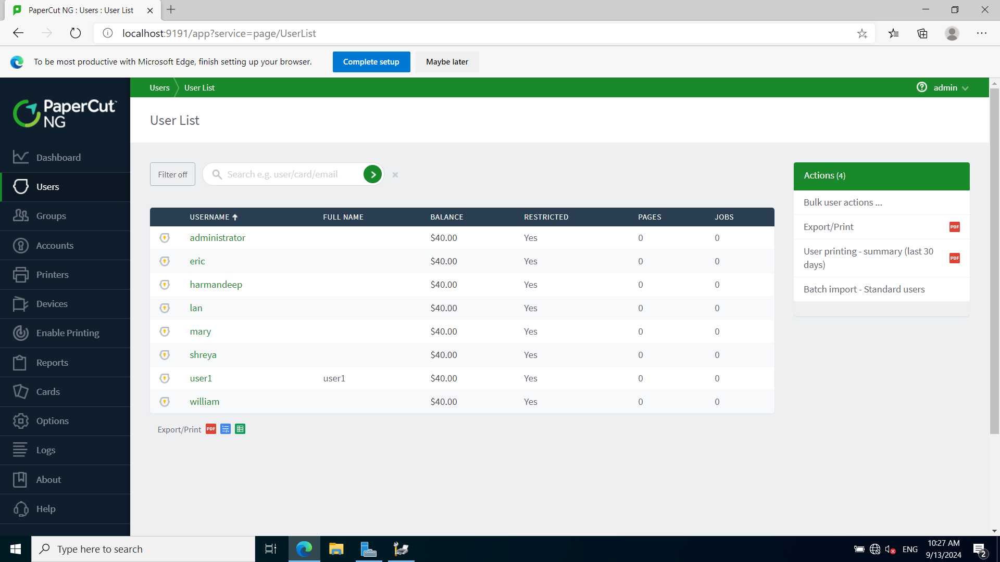 PaperCut NG : Users : User List
localhost:9191/app?service=page/UserList
To be most productive with Microsoft Edge, finish setting up your browser.
Complete setup
Maybe later
PaperCut™
NG
Users
User List
admin
User List
Dashboard
Users
Groups
Accounts
Printers
Devices
Enable Printing
Reports
Cards
Options
Logs
About
Help
Filter off
Search e.g. user/card/email
USERNAME FULL NAME BALANCE RESTRICTED PAGES JOBS
administrator $40.00 Yes 0 0
eric $40.00 Yes 0 0
harmandeep $40.00 Yes 0 0
lan $40.00 Yes 0 0
mary $40.00 Yes 0 0
shreya $40.00 Yes 0 0
user1 user1 $40.00 Yes 0 0
william $40.00 Yes 0 0
Export/Print PDF
Actions (4)
Bulk user actions ...
Export/Print PDF
User printing - summary (last 30
days) PDF
Batch import - Standard users
Type here to search
ENG
10:27 AM
9/13/2024
2